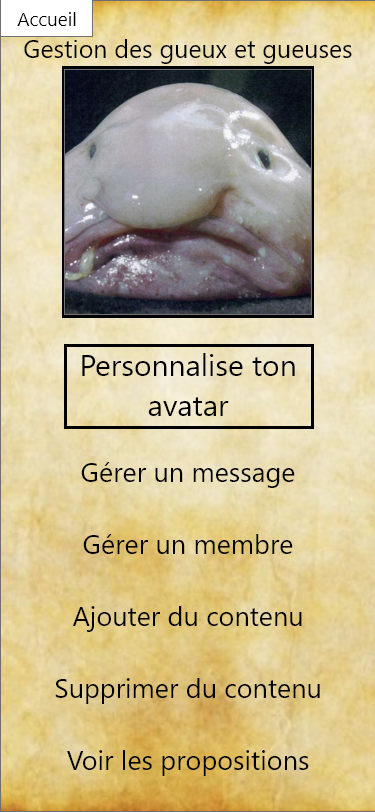 Accueil
Gestion des gueux et gueuses
Personnalise ton
avatar
Gérer un message
Gérer un membre
Ajouter du contenu
Supprimer du contenu
Voir les propositions